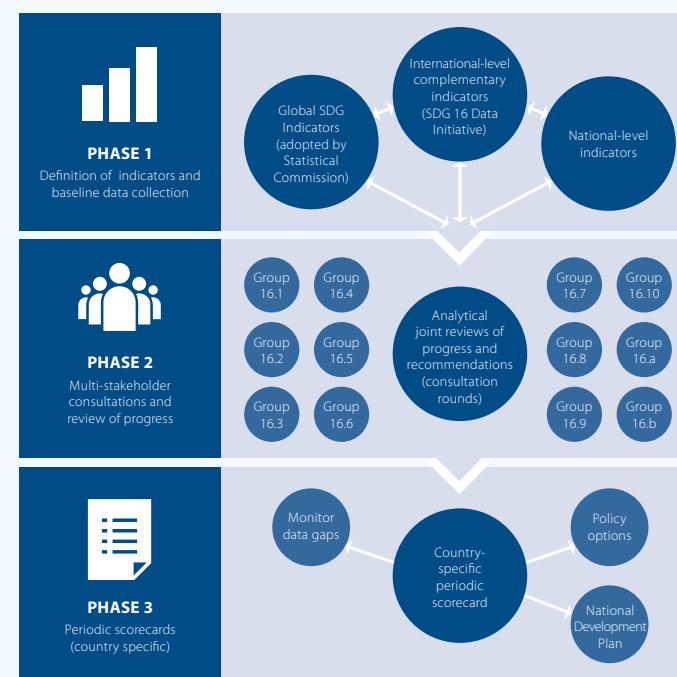 PHASE 1
Definition of indicators and
baseline data collection
Global SDG
Indicators
(adopted by
Statistical
Commission)
International-level
complementary
indicators
(SDG 16 Data
Initiative)
National-level
indicators
PHASE 2
Multi-stakeholder
consultations and
review of progress
Group
16.1
Group
16.4
Group
16.2
Group
16.5
Group
16.3
Group
16.6
Analytical
joint reviews of
progress and
recommendations
(consultation
rounds)
Group
16.7
Group
16.10
Group
16.8
Group
16.a
Group
16.9
Group
16.b
PHASE 3
Periodic scorecards
(country specific)
Monitor
data gaps
Country-
specific
periodic
scorecard
Policy
options
National
Development
Plan